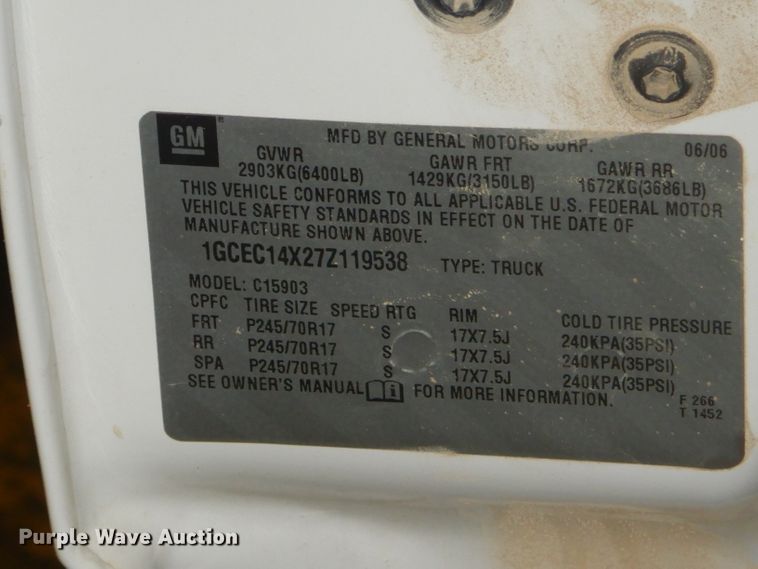 GM
MFD BY GENERAL MOTORS CORP. 06/06
GVWR GAWR FRT GAWR RR
2903KG(6400LB) 1429KG/3150LB) 1672KG(3686LB)
THIS VEHICLE CONFORMS TO ALL APPLICABLE U.S. FEDERAL MOTOR
VEHICLE SAFETY STANDARDS IN EFFECT ON THE DATE OF
MANUFACTURE SHOWN ABOVE.
1GCEC14X27Z119538 TYPE: TRUCK
MODEL: C15903
CPFC TIRE SIZE SPEED RTG RIM COLD TIRE PRESSURE
FRT P245/70R17 S 17X7.5J 240KPA(35PSI)
RR P245/70R17 S 17X7.5J 240KPA(35PSI)
SPA P245/70R17 S 17X7.5J 240KPA(35PSI)
SEE OWNER'S MANUAL FOR MORE INFORMATION.
F 266
T 1452
Purple Wave Auction